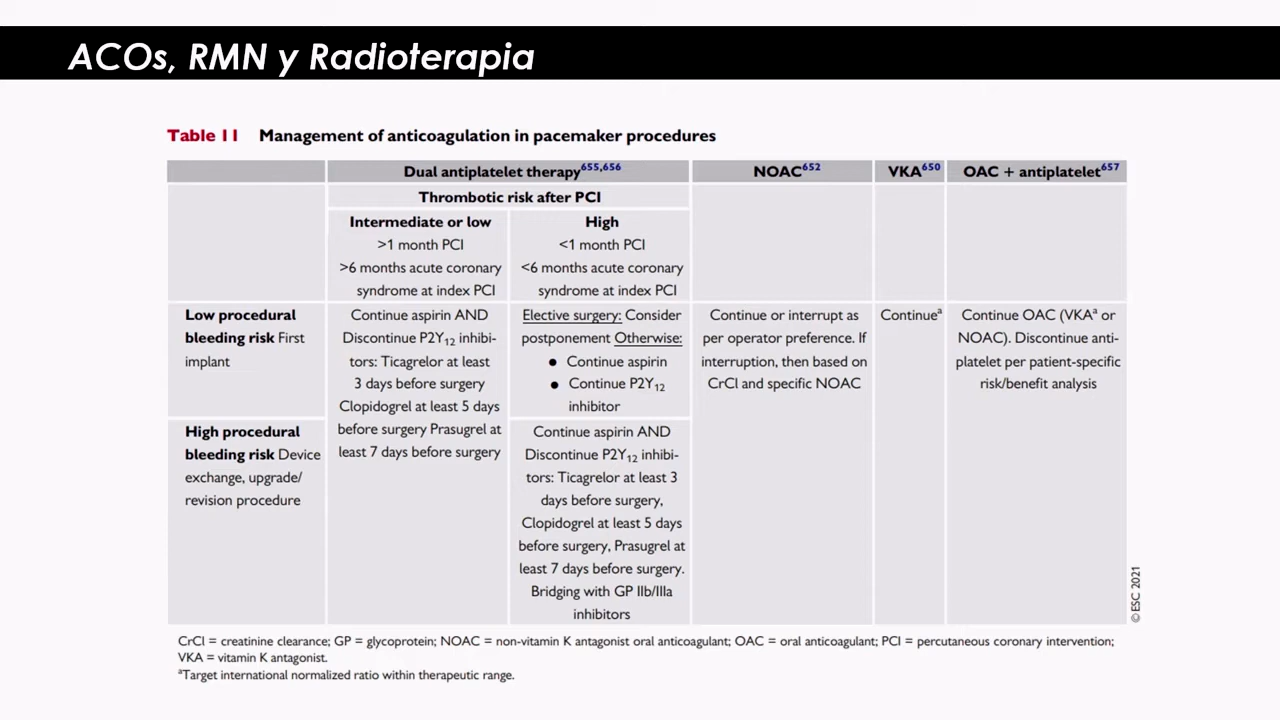 ACOs, RMN y Radioterapia
Table 11 Management of anticoagulation in pacemaker procedures
Dual antiplatelet therapy655,656
NOAC652
VKA650
OAC + antiplatelet657
Thrombotic risk after PCI
Intermediate or low
>1 month PCI
>6 months acute coronary
syndrome at index PCI
High
<1 month PCI
<6 months acute coronary
syndrome at index PCI
Low procedural
bleeding risk First
implant
Continue aspirin AND
Discontinue P2Y12 inhibi-
tors: Ticagrelor at least
3 days before surgery
Clopidogrel at least 5 days
before surgery Prasugrel at
least 7 days before surgery
Elective surgery: Consider
postponement Otherwise:
● Continue aspirin
● Continue P2Y12
inhibitor
Continue or interrupt as
per operator preference. If
interruption, then based on
CrCl and specific NOAC
Continueª
Continue OAC (VKAª or
NOAC). Discontinue anti-
platelet per patient-specific
risk/benefit analysis
High procedural
bleeding risk Device
exchange, upgrade/
revision procedure
Continue aspirin AND
Discontinue P2Y12 inhibi-
tors: Ticagrelor at least 3
days before surgery,
Clopidogrel at least 5 days
before surgery, Prasugrel at
least 7 days before surgery.
Bridging with GP IIb/IIIa
inhibitors
© ESC 2021
CrCl = creatinine clearance; GP = glycoprotein; NOAC = non-vitamin K antagonist oral anticoagulant; OAC = oral anticoagulant; PCI = percutaneous coronary intervention;
VKA = vitamin K antagonist.
ªTarget international normalized ratio within therapeutic range.